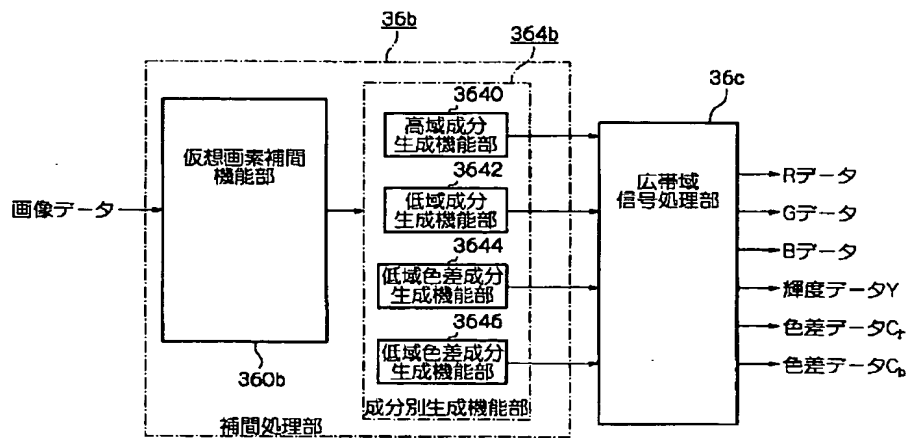 36b
364b
36c
3640
高域成分
生成機能部
3642
低域成分
生成機能部
3644
低域色差成分
生成機能部
3646
低域色差成分
生成機能部
成分別生成機能部
仮想画素補間
機能部
360b
補間処理部
画像データ
広帯域
信号処理部
Rデータ
Gデータ
Bデータ
輝度データY
色差データCr
色差データCb